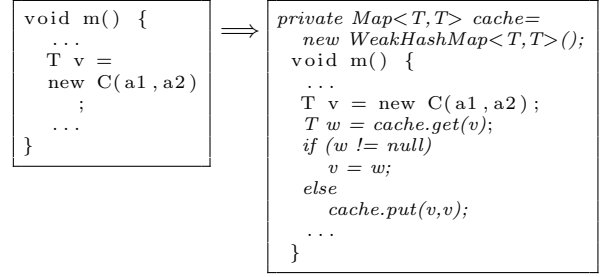 void m() {
...
T v =
new C(a1,a2)
;
...
}
⟹
private Map<T,T> cache=
new WeakHashMap<T,T>();
void m() {
...
T v = new C(a1,a2);
T w = cache.get(v);
if (w != null)
v = w;
else
cache.put(v,v);
...
}